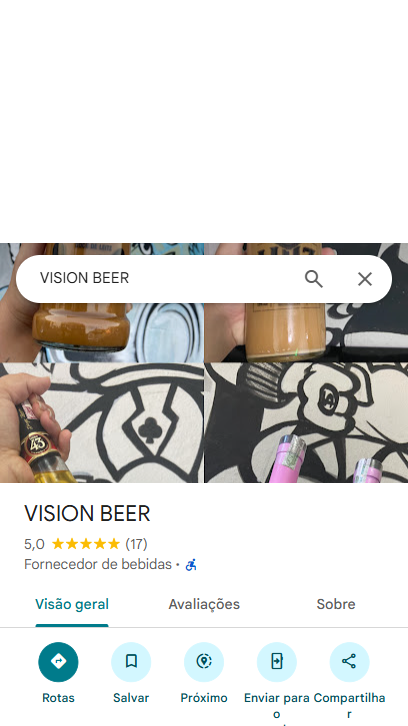 VISION BEER
43
VISION BEER
5,0 (17)
Fornecedor de bebidas ·
Visão geral Avaliações Sobre
Rotas Salvar Próximo Enviar para o Compartilhar